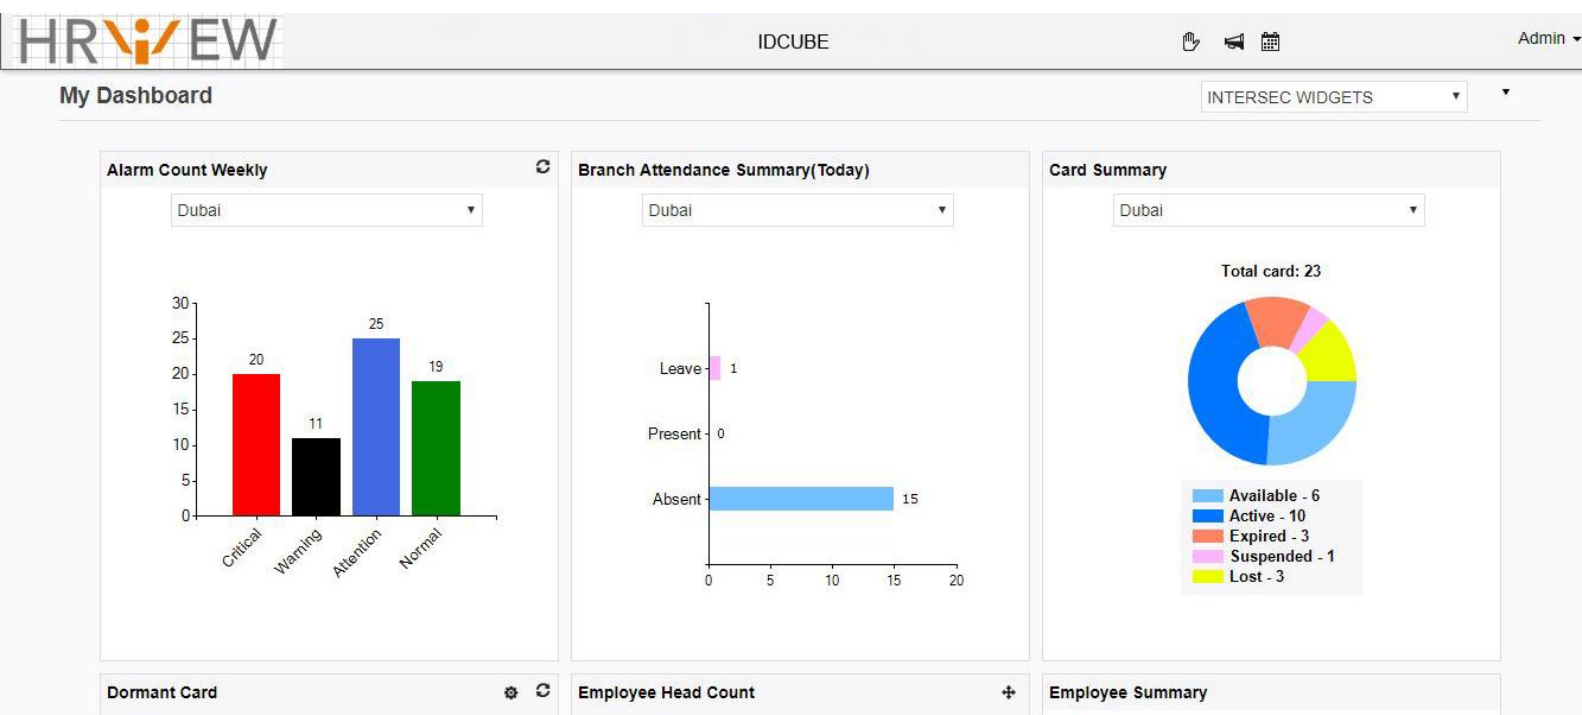 HRVIEW
IDCUBE
Admin
My Dashboard
INTERSEC WIDGETS
Alarm Count Weekly
Dubai
30
25
20
15
10
5
0
20
11
25
19
Critical
Warning
Attention
Normal
Branch Attendance Summary(Today)
Dubai
Leave
1
Present
0
Absent
15
0 5 10 15 20
Card Summary
Dubai
Total card: 23
Available - 6
Active - 10
Expired - 3
Suspended - 1
Lost - 3
Dormant Card
Employee Head Count
Employee Summary